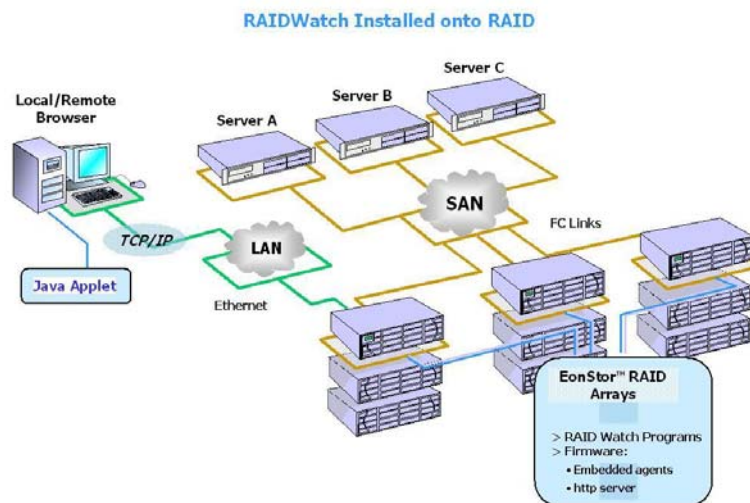 RAIDWatch Installed onto RAID
Server C
Server B
Local/Remote
Browser
Server A
SAN
FC Links
TCP/IP
LAN
Java Applet
Ethernet
EonStor™ RAID
Arrays
> RAID Watch Programs
> Firmware:
• Embedded agents
• http server